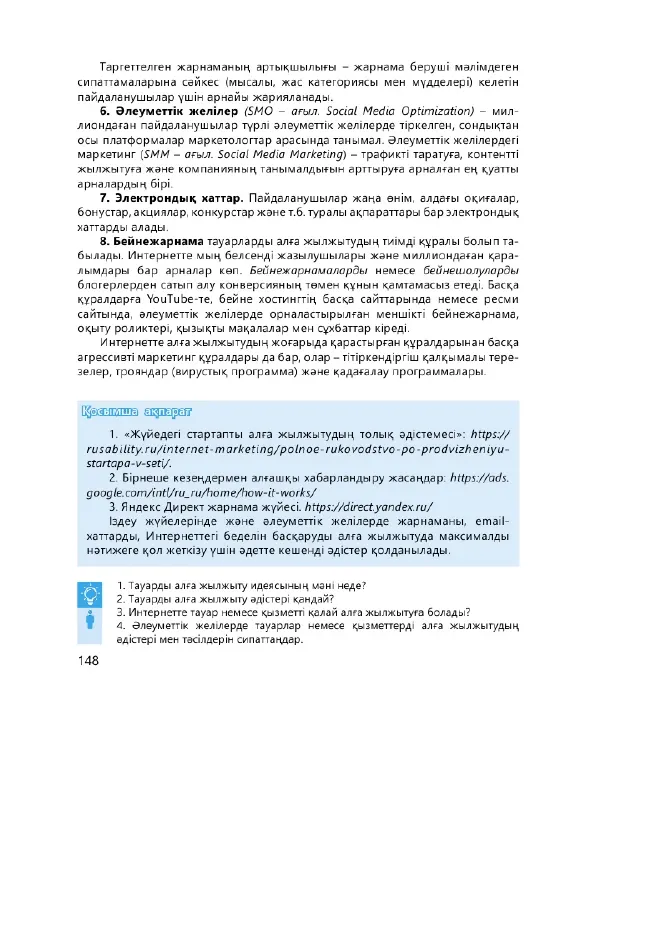 Таргеттелген жарнаманың артықшылығы – жарнама беруші мәлімдеген
сипаттамаларына сәйкес (мысалы, жас категориясы мен мүдделері) келетін
пайдаланушылар үшін арнайы жарияланады.
6. Әлеуметтік желілер (SMO – ағыл. Social Media Optimization) – мил-
лиондаған пайдаланушылар түрлі әлеуметтік желілерде тіркелген, сондықтан
осы платформалар маркетологтар арасында танымал. Әлеуметтік желілердегі
маркетинг (SMM – ағыл. Social Media Marketing) – трафикті таратуға, контентті
жылжытуға және компанияның танымалдығын арттыруға арналған ең қуатты
арналардың бірі.
7. Электрондық хаттар. Пайдаланушылар жаңа өнім, алдағы оқиғалар,
бонустар, акциялар, конкурстар және т.б. туралы ақпараттары бар электрондық
хаттарды алады.
8. Бейнежарнама тауарларды алға жылжытудың тиімді құралы болып та-
былады. Интернетте мың белсенді жазылушылары және миллиондаған қара-
лымдары бар арналар көп. Бейнежарнамаларды немесе бейнешолуларды
блогерлерден сатып алу конверсияның төмен құнын қамтамасыз етеді. Басқа
құралдарға YouTube-те, бейне хостингтің басқа сайттарында немесе ресми
сайтында, әлеуметтік желілерде орналастырылған меншікті бейнежарнама,
оқыту роликтері, қызықты мақалалар мен сұхбаттар кіреді.
Интернетте алға жылжытудың жоғарыда қарастырған құралдарынан басқа
агрессивті маркетинг құралдары да бар, олар – тітіркендіргіш қалқымалы тере-
зелер, трояндар (вирустық программа) және қадағалау программалары.
Қосымша ақпарат
1. «Жүйедегі стартапты алға жылжытудың толық әдістемесі»: https://
rusability.ru/internet-marketing/polnoe-rukovodstvo-po-prodvizheniyu-
startapa-v-seti/.
2. Бірнеше кезеңдермен алғашқы хабарландыру жасаңдар: https://ads.
google.com/intl/ru_ru/home/how-it-works/
3. Яндекс Директ жарнама жүйесі. https://direct.yandex.ru/
Іздеу жүйелерінде және әлеуметтік желілерде жарнаманы, email-
хаттарды, Интернеттегі беделін басқаруды алға жылжытуда максималды
нәтижеге қол жеткізу үшін әдетте кешенді әдістер қолданылады.
1. Тауарды алға жылжыту идеясының мәні неде?
2. Тауарды алға жылжыту әдістері қандай?
3. Интернетте тауар немесе қызметті қалай алға жылжытуға болады?
4. Әлеуметтік желілерде тауарлар немесе қызметтерді алға жылжытудың
әдістері мен тәсілдерін сипаттаңдар.
148